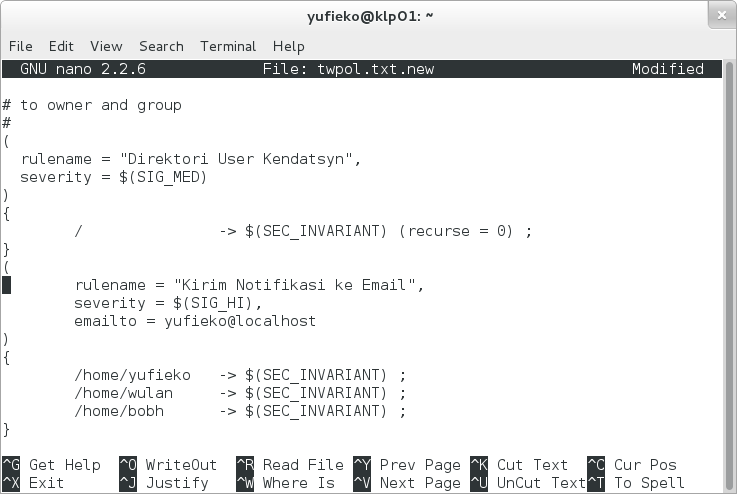 yufieko@klp01: ~
×
File Edit View Search Terminal Help
GNU nano 2.2.6 File: twpol.txt.new Modified
# to owner and group
#
(
rulename = "Direktori User Kendatsyn",
severity = $(SIG_MED)
)
{
/ -> $(SEC_INVARIANT) (recurse = 0) ;
}
(
rulename = "Kirim Notifikasi ke Email",
severity = $(SIG_HI),
emailto = yufieko@localhost
)
{
/home/yufieko -> $(SEC_INVARIANT) ;
/home/wulan -> $(SEC_INVARIANT) ;
/home/bobh -> $(SEC_INVARIANT) ;
}
^G Get Help ^O WriteOut ^R Read File ^Y Prev Page ^K Cut Text ^C Cur Pos
^X Exit ^J Justify ^W Where Is ^V Next Page ^U UnCut Text ^T To Spell